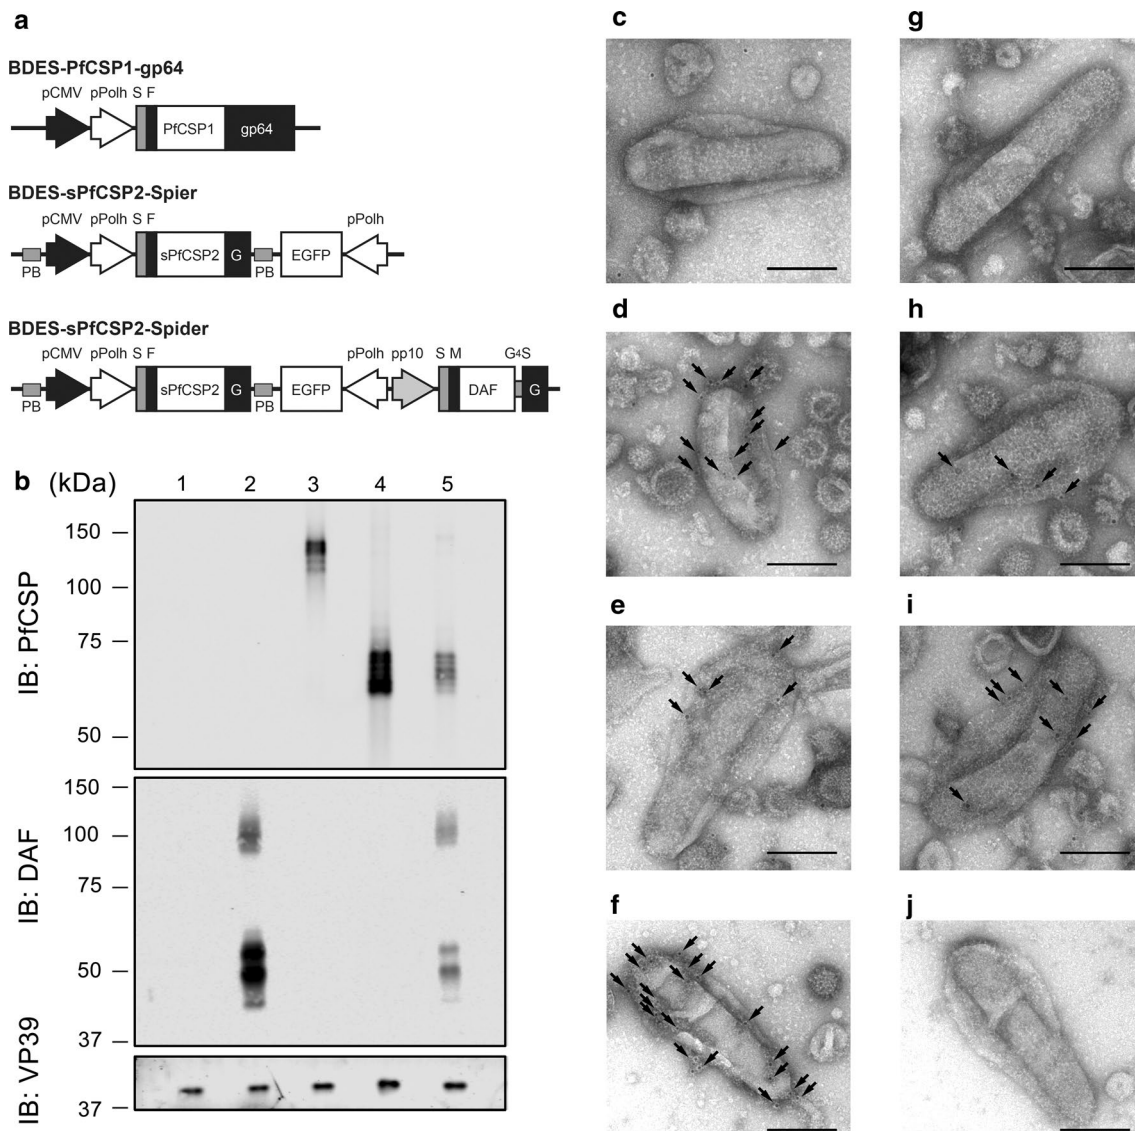 a
BDES-PfCSP1-gp64
pCMV pPolh S F
PfCSP1 gp64
BDES-sPfCSP2-Spier
pCMV pPolh S F pPolh
sPfCSP2 G EGFP
PB PB
BDES-sPfCSP2-Spider
pCMV pPolh S F pPolh pp10 S M G4S
sPfCSP2 G EGFP DAF G
PB PB
b (kDa) 1 2 3 4 5
IB: PfCSP
150
100
75
50
IB: DAF
150
100
75
50
37
IB: VP39
37
c
g
d
h
e
i
f
j